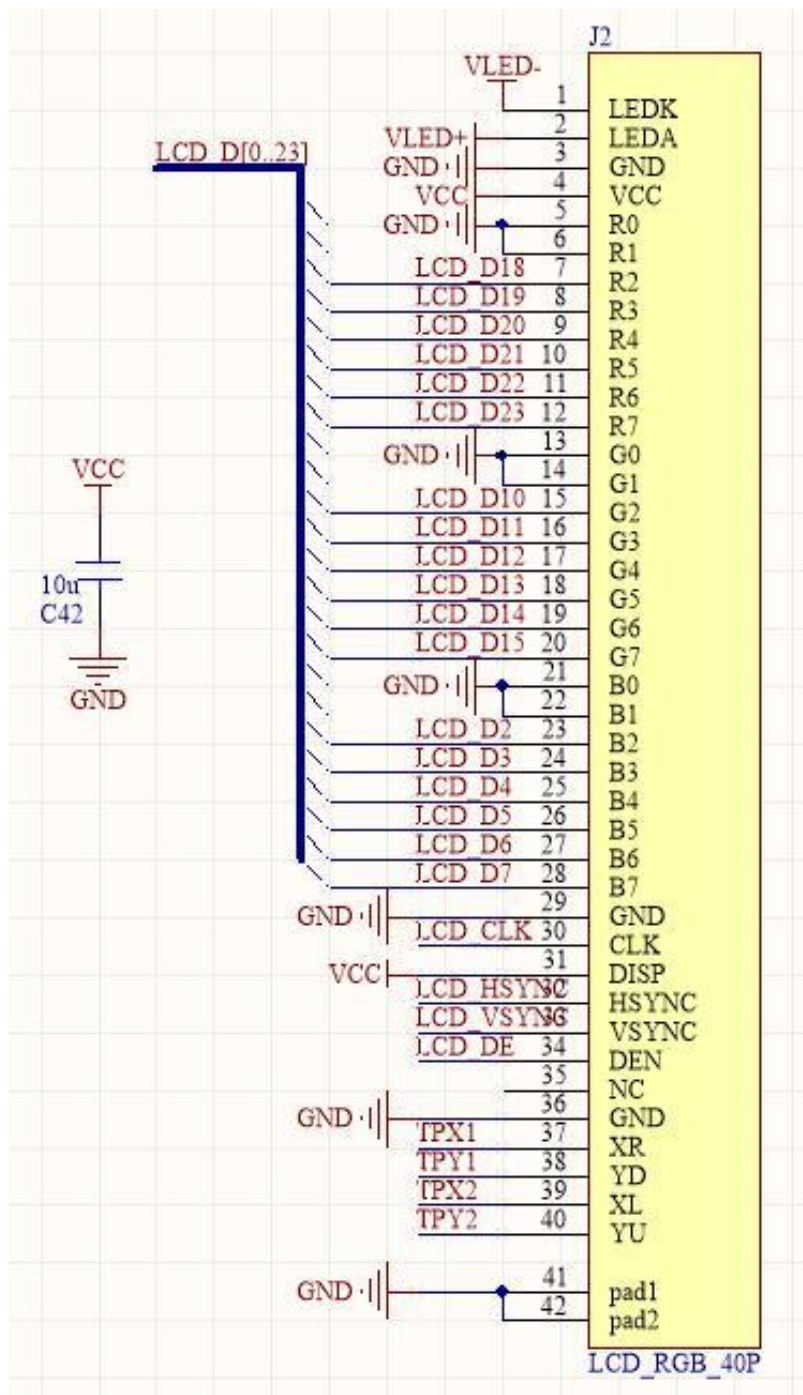 J2
VLED- 1 LEDK
VLED+ 2 LEDA
LCD_D[0..23] GND 3 GND
VCC 4 VCC
GND 5 R0
6 R1
LCD_D18 7 R2
LCD_D19 8 R3
LCD_D20 9 R4
LCD_D21 10 R5
LCD_D22 11 R6
LCD_D23 12 R7
GND 13 G0
14 G1
LCD_D10 15 G2
LCD_D11 16 G3
LCD_D12 17 G4
LCD_D13 18 G5
LCD_D14 19 G6
LCD_D15 20 G7
GND 21 B0
22 B1
LCD_D2 23 B2
LCD_D3 24 B3
LCD_D4 25 B4
LCD_D5 26 B5
LCD_D6 27 B6
LCD_D7 28 B7
GND 29 GND
LCD_CLK 30 CLK
VCC 31 DISP
LCD_HSYNC 32 HSYNC
LCD_VSYNC 33 VSYNC
LCD_DE 34 DEN
35 NC
GND 36 GND
TPX1 37 XR
TPY1 38 YD
TPX2 39 XL
TPY2 40 YU
GND 41 pad1
42 pad2
LCD_RGB_40P
VCC
10u
C42
GND